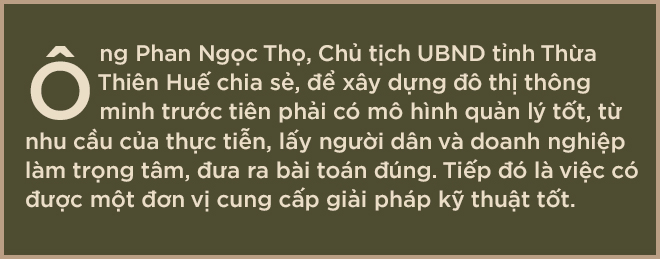 Ông Phan Ngọc Thọ, Chủ tịch UBND tỉnh Thừa
Thiên Huế chia sẻ, để xây dựng đô thị thông
minh trước tiên phải có mô hình quản lý tốt, từ
nhu cầu của thực tiễn, lấy người dân và doanh nghiệp
làm trọng tâm, đưa ra bài toán đúng. Tiếp đó là việc có
được một đơn vị cung cấp giải pháp kỹ thuật tốt.